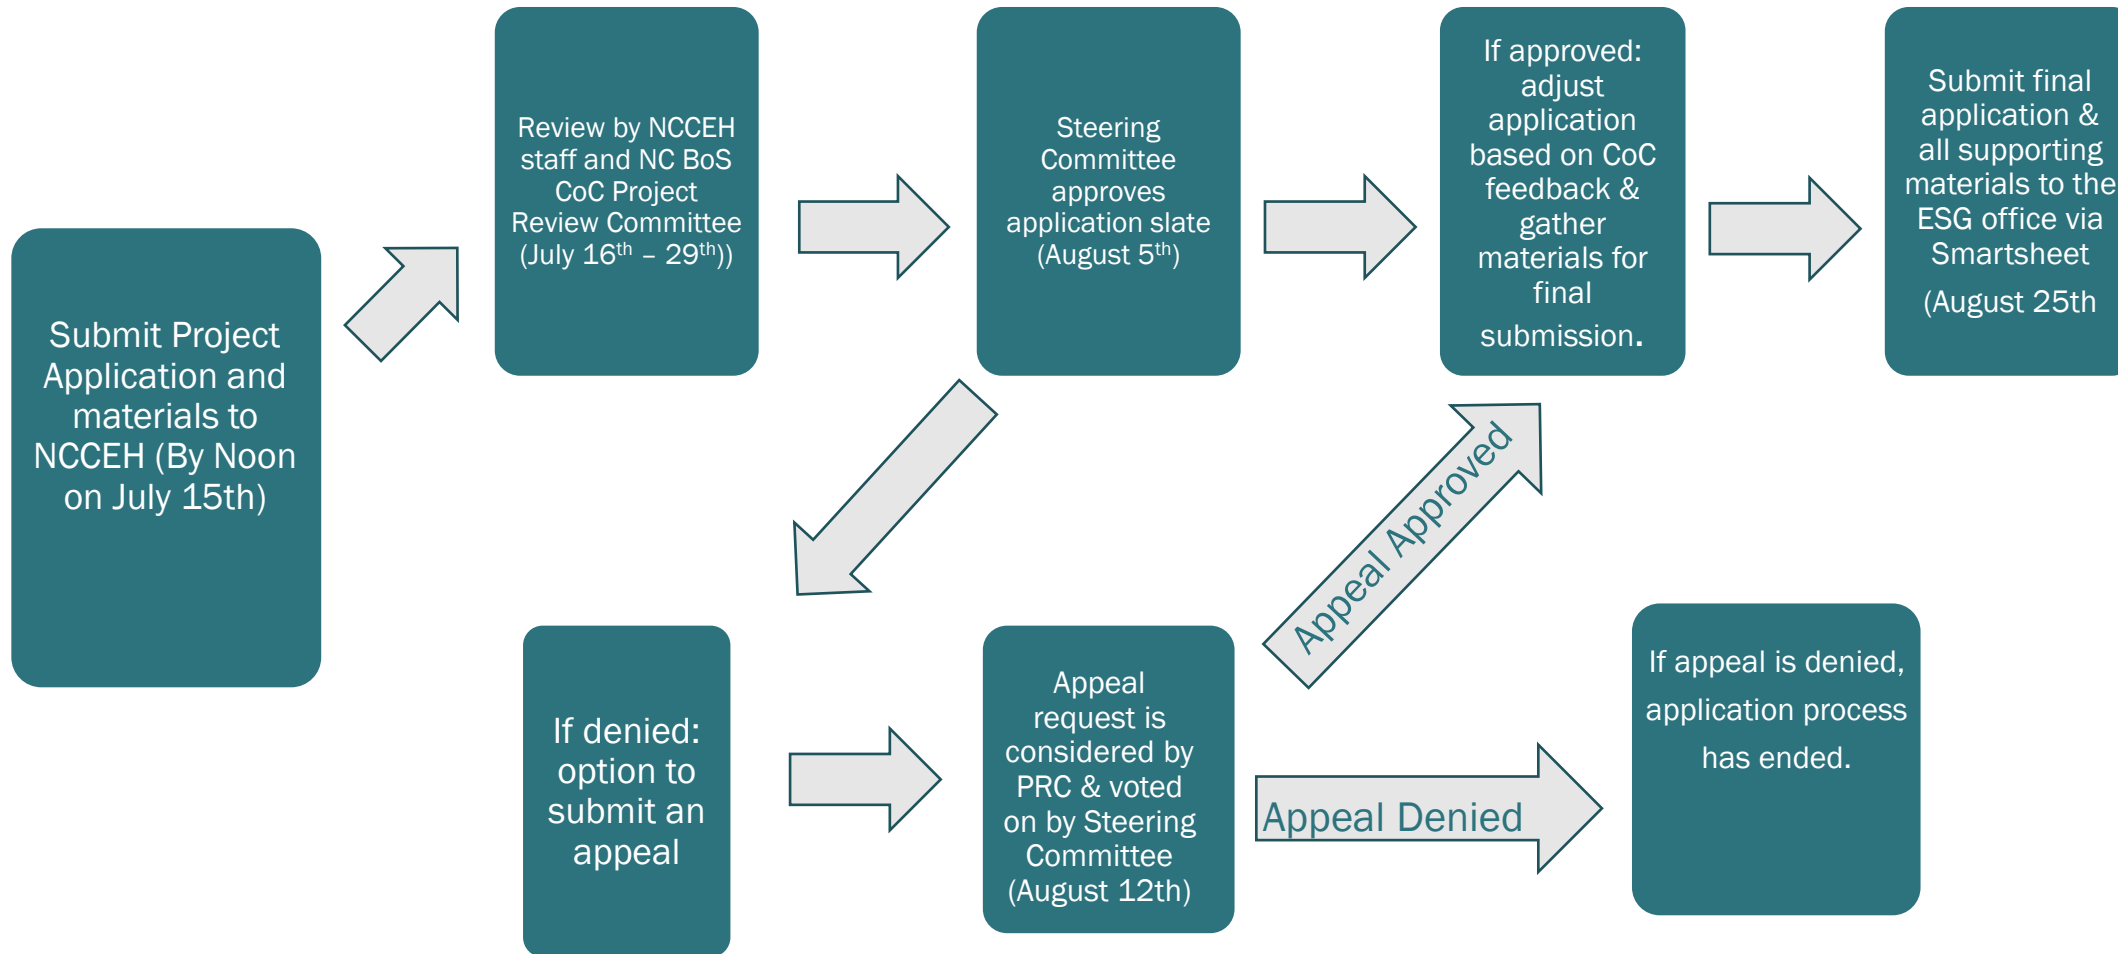 Submit Project
Application and
materials to
NCCEH (By Noon
on July 15th)
Review by NCCEH
staff and NC BoS
CoC Project
Review Committee
(July 16th – 29th))
Steering
Committee
approves
application slate
(August 5th)
If approved:
adjust
application
based on CoC
feedback &
gather
materials for
final
submission.
Submit final
application &
all supporting
materials to the
ESG office via
Smartsheet
(August 25th
If denied:
option to
submit an
appeal
Appeal
request is
considered by
PRC & voted
on by Steering
Committee
(August 12th)
Appeal Approved
Appeal Denied
If appeal is denied,
application process
has ended.